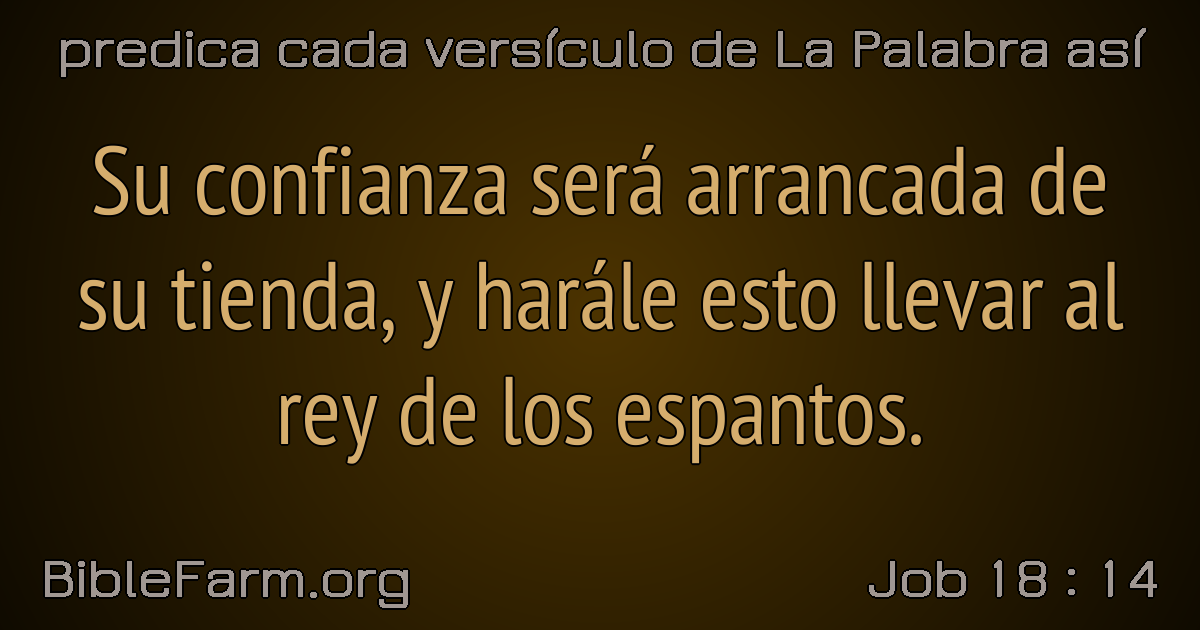 predica cada versículo de La Palabra así
Su confianza será arrancada de
su tienda, y harále esto llevar al
rey de los espantos.
BibleFarm.org
Job 18 : 14